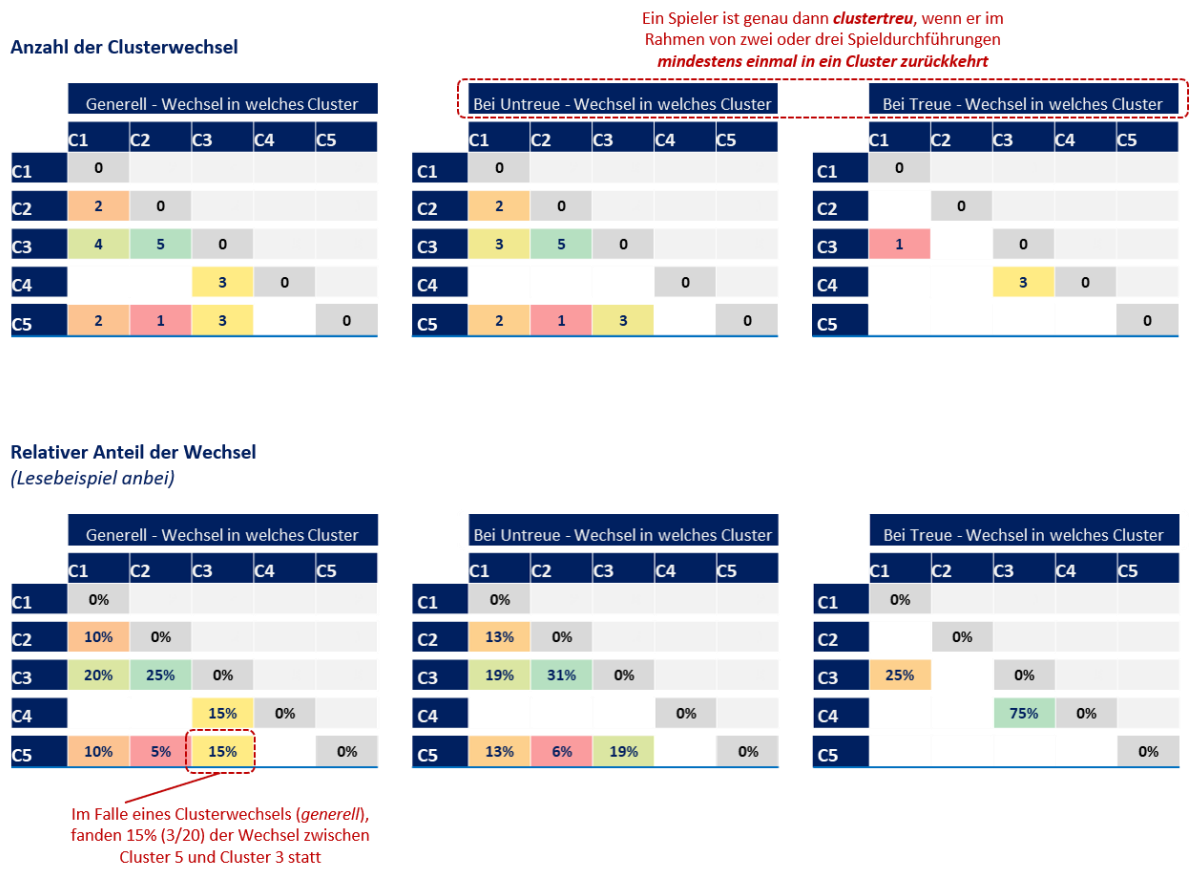 Ein Spieler ist genau dann clustertreu, wenn er im
Rahmen von zwei oder drei Spieldurchführungen
mindestens einmal in ein Cluster zurückkehrt
Anzahl der Clusterwechsel
Generell - Wechsel in welches Cluster
C1 C2 C3 C4 C5
C1 0
C2 2 0
C3 4 5 0
C4 3 0
C5 2 1 3 0
Bei Untreue - Wechsel in welches Cluster
C1 C2 C3 C4 C5
C1 0
C2 2 0
C3 3 5 0
C4 0
C5 2 1 3 0
Bei Treue - Wechsel in welches Cluster
C1 C2 C3 C4 C5
C1 0
C2 0
C3 1 0
C4 3 0
C5 0
Relativer Anteil der Wechsel
(Lesebeispiel anbei)
Generell - Wechsel in welches Cluster
C1 C2 C3 C4 C5
C1 0%
C2 10% 0%
C3 20% 25% 0%
C4 15% 0%
C5 10% 5% 15% 0%
Bei Untreue - Wechsel in welches Cluster
C1 C2 C3 C4 C5
C1 0%
C2 13% 0%
C3 19% 31% 0%
C4 0%
C5 13% 6% 19% 0%
Bei Treue - Wechsel in welches Cluster
C1 C2 C3 C4 C5
C1 0%
C2 0%
C3 25% 0%
C4 75% 0%
C5 0%
Im Falle eines Clusterwechsels (generell),
fanden 15% (3/20) der Wechsel zwischen
Cluster 5 und Cluster 3 statt